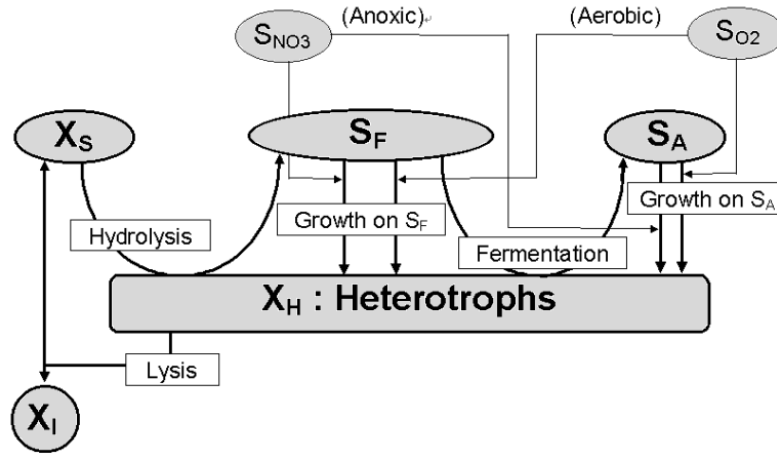 (Anoxic)
(Aerobic)
S_NO3
S_O2
X_S
S_F
S_A
Growth on S_A
Growth on S_F
Hydrolysis
Fermentation
X_H : Heterotrophs
Lysis
X_I